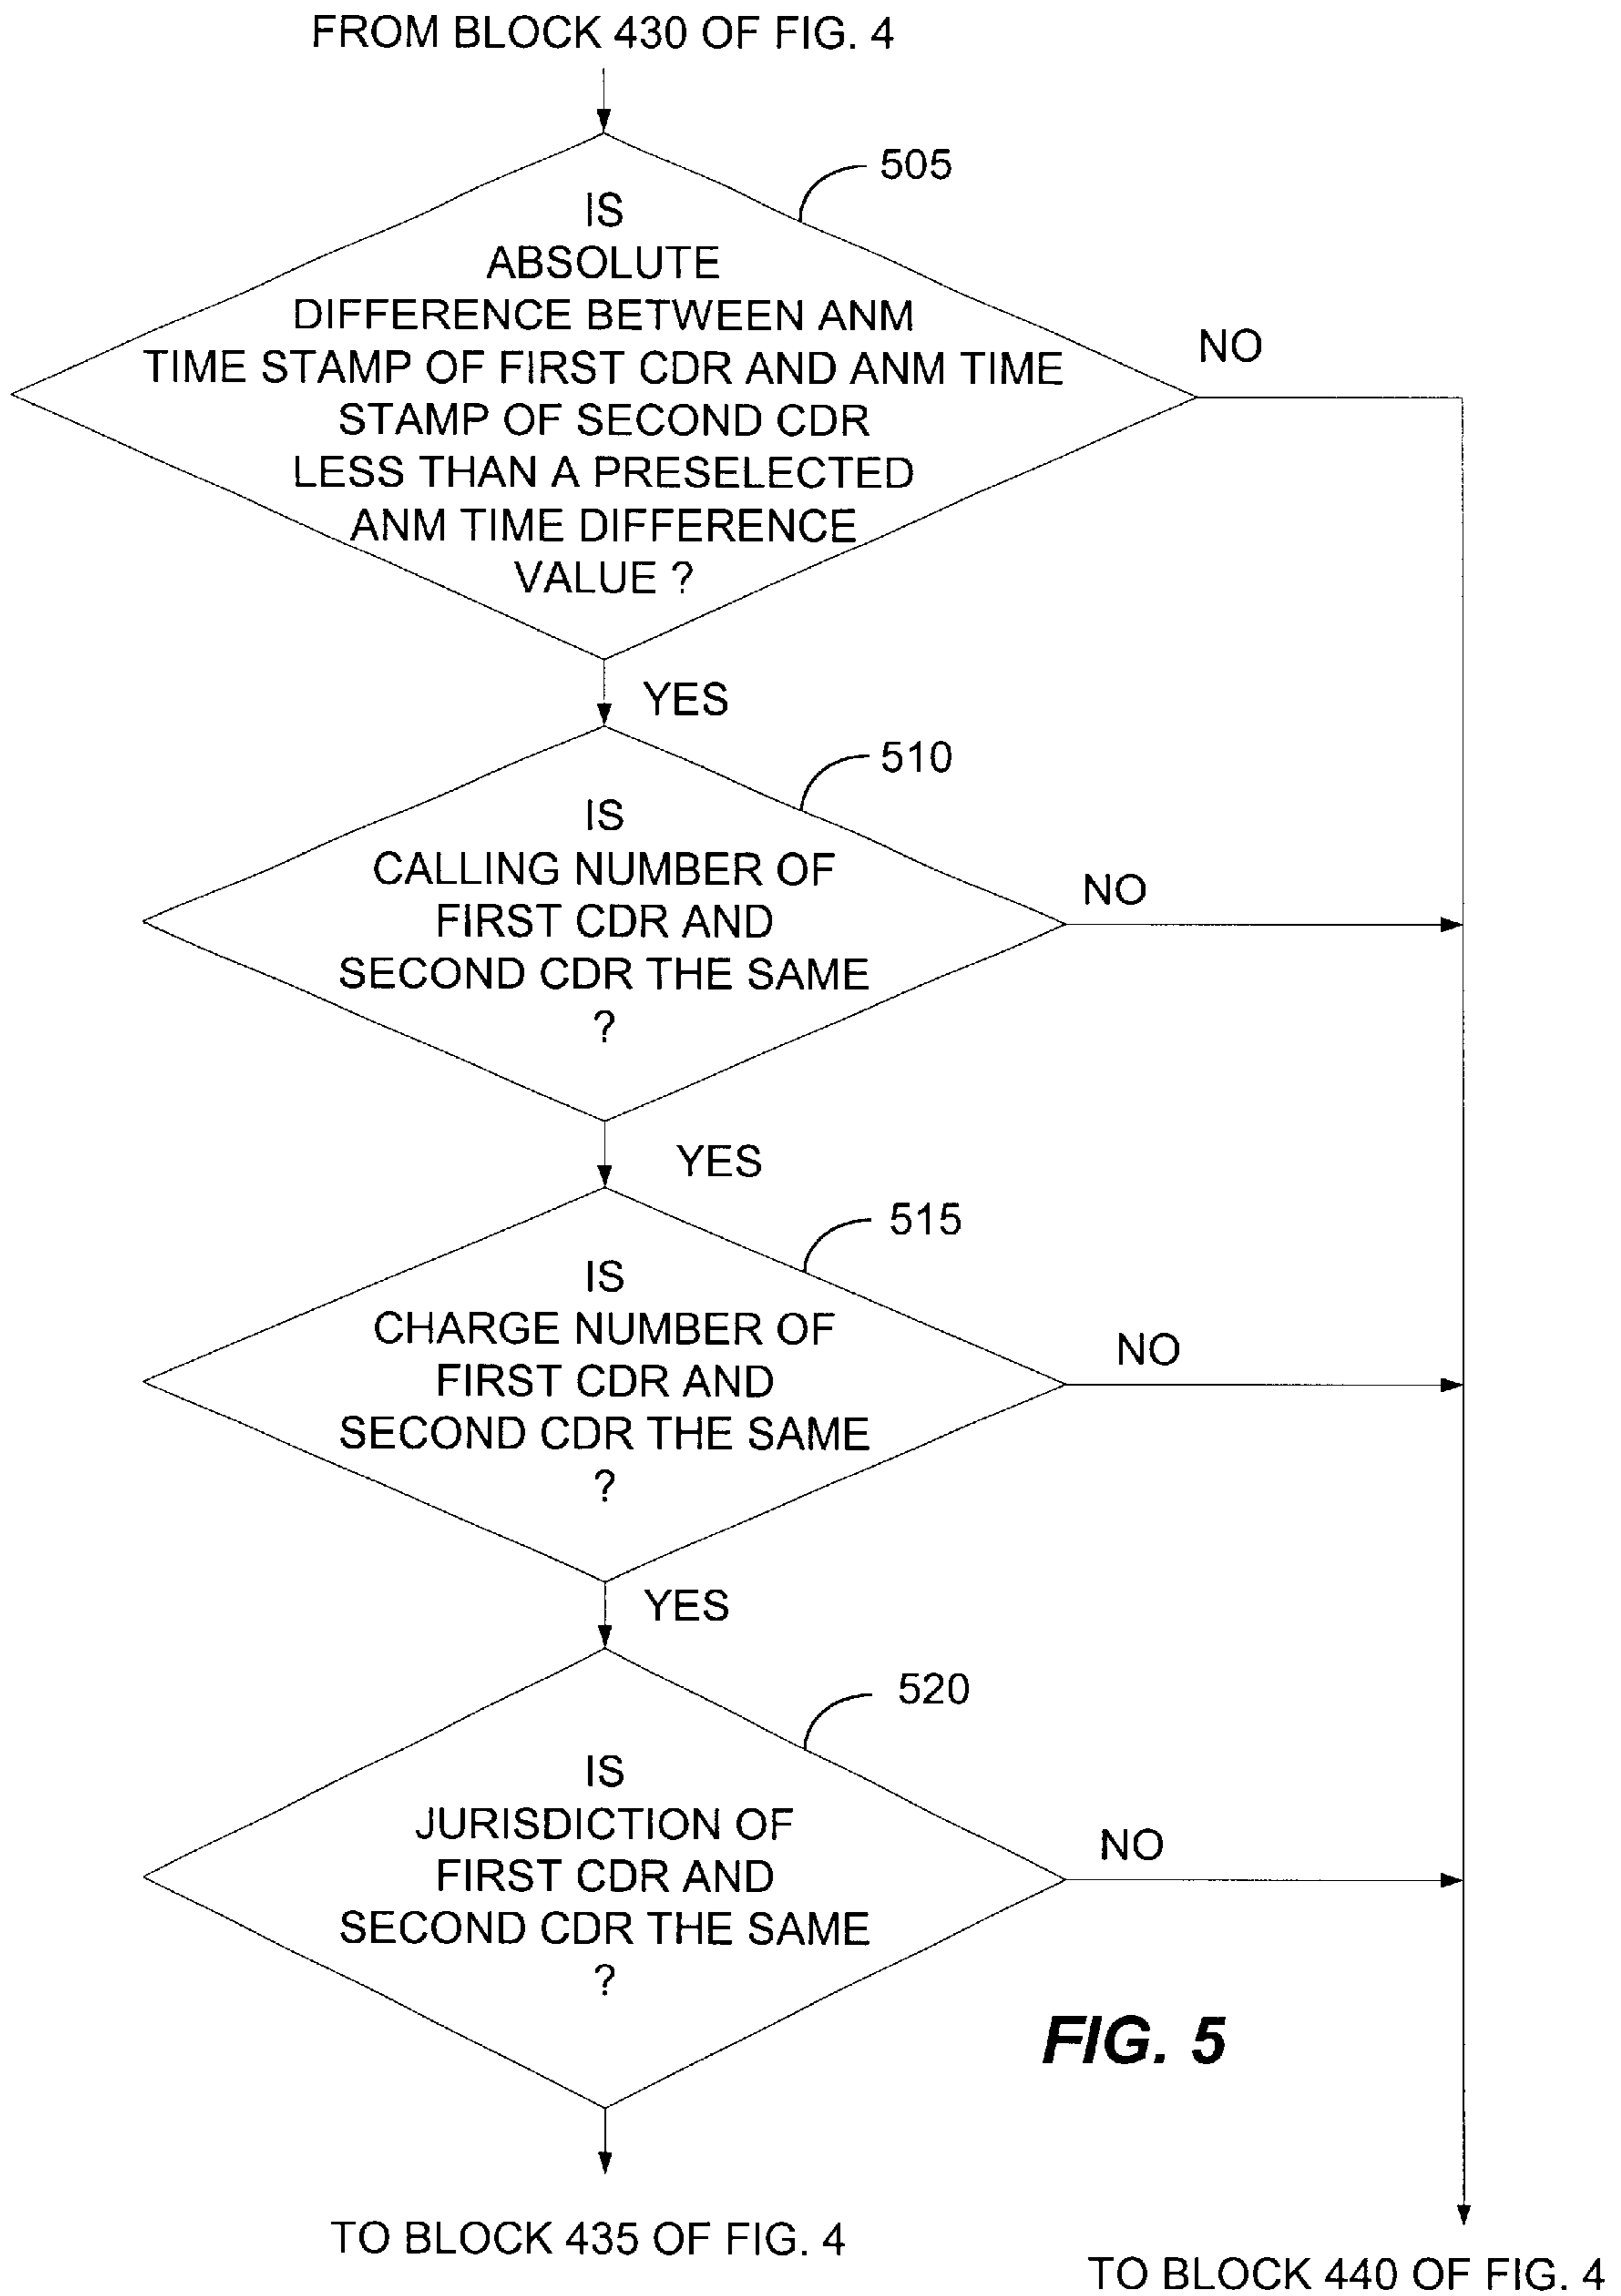 FROM BLOCK 430 OF FIG. 4
505
IS
ABSOLUTE
DIFFERENCE BETWEEN ANM
TIME STAMP OF FIRST CDR AND ANM TIME
STAMP OF SECOND CDR
LESS THAN A PRESELECTED
ANM TIME DIFFERENCE
VALUE ?
NO
YES
510
IS
CALLING NUMBER OF
FIRST CDR AND
SECOND CDR THE SAME
?
NO
YES
515
IS
CHARGE NUMBER OF
FIRST CDR AND
SECOND CDR THE SAME
?
NO
YES
520
IS
JURISDICTION OF
FIRST CDR AND
SECOND CDR THE SAME
?
NO
FIG. 5
TO BLOCK 435 OF FIG. 4
TO BLOCK 440 OF FIG. 4